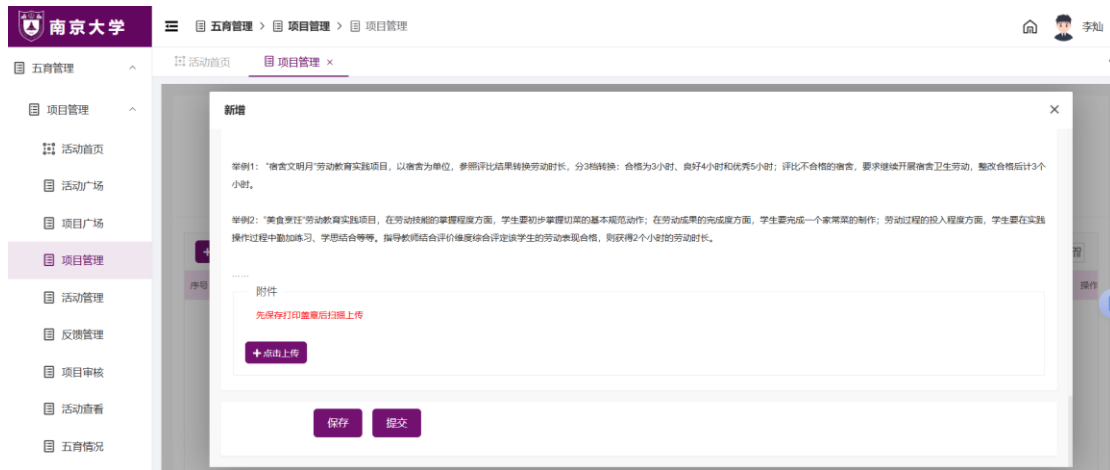 南京大学
五育管理 > 项目管理 > 项目管理
李灿
五育管理
活动首页
项目管理 ×
项目管理
新增
×
活动首页
举例1："宿舍文明月"劳动教育实践项目，以宿舍为单位，参照评比结果转换劳动时长，分3档转换：合格为3小时、良好4小时和优秀5小时；评比不合格的宿舍，要求继续开展宿舍卫生劳动，整改合格后计3个
小时。
活动广场
项目广场
举例2："美食烹饪"劳动教育实践项目，在劳动技能的掌握程度方面，学生要初步掌握切菜的基本规范动作；在劳动成果的完成度方面，学生要完成一个家常菜的制作；劳动过程的投入程度方面，学生要在实践
操作过程中勤加练习、学思结合等等。指导教师结合评价维度综合评定该学生的劳动表现合格，则获得2个小时的劳动时长。
项目管理
……
序号
附件
操作
活动管理
先保存打印盖章后扫描上传
反馈管理
+点击上传
项目审核
活动查看
保存
提交
五育情况